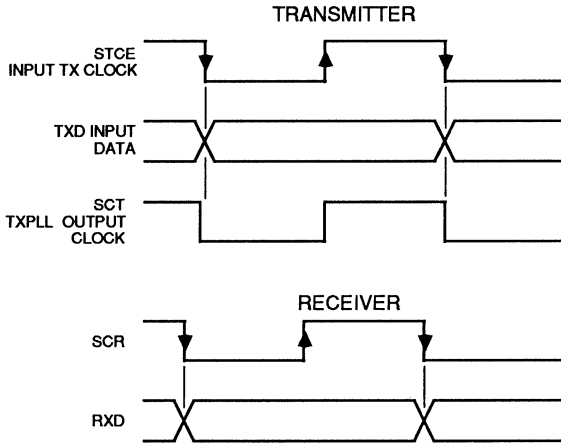 TRANSMITTER
STCE
INPUT TX CLOCK
TXD INPUT
DATA
SCT
TXPLL OUTPUT
CLOCK
RECEIVER
SCR
RXD